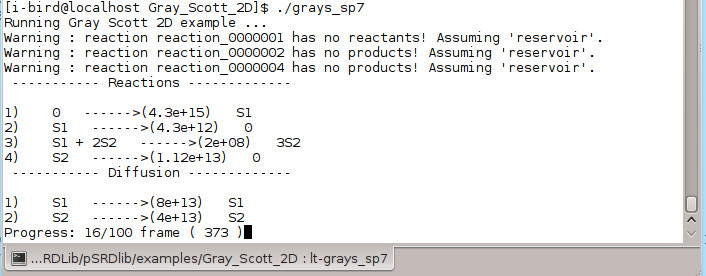 [i-bird@localhost Gray_Scott_2D]$ ./grays_sp7
Running Gray Scott 2D example ...
Warning : reaction reaction_0000001 has no reactants! Assuming 'reservoir'.
Warning : reaction reaction_0000002 has no products! Assuming 'reservoir'.
Warning : reaction reaction_0000004 has no products! Assuming 'reservoir'.
----------- Reactions -------------
1) 0 ------>(4.3e+15) S1
2) S1 ------>(4.3e+12) 0
3) S1 + 2S2 ------>(2e+08) 3S2
4) S2 ------>(1.12e+13) 0
----------- Diffusion -------------
1) S1 ------>(8e+13) S1
2) S2 ------>(4e+13) S2
Progress: 16/100 frame ( 373 )
...RDLib/pSRDlib/examples/Gray_Scott_2D : lt-grays_sp7